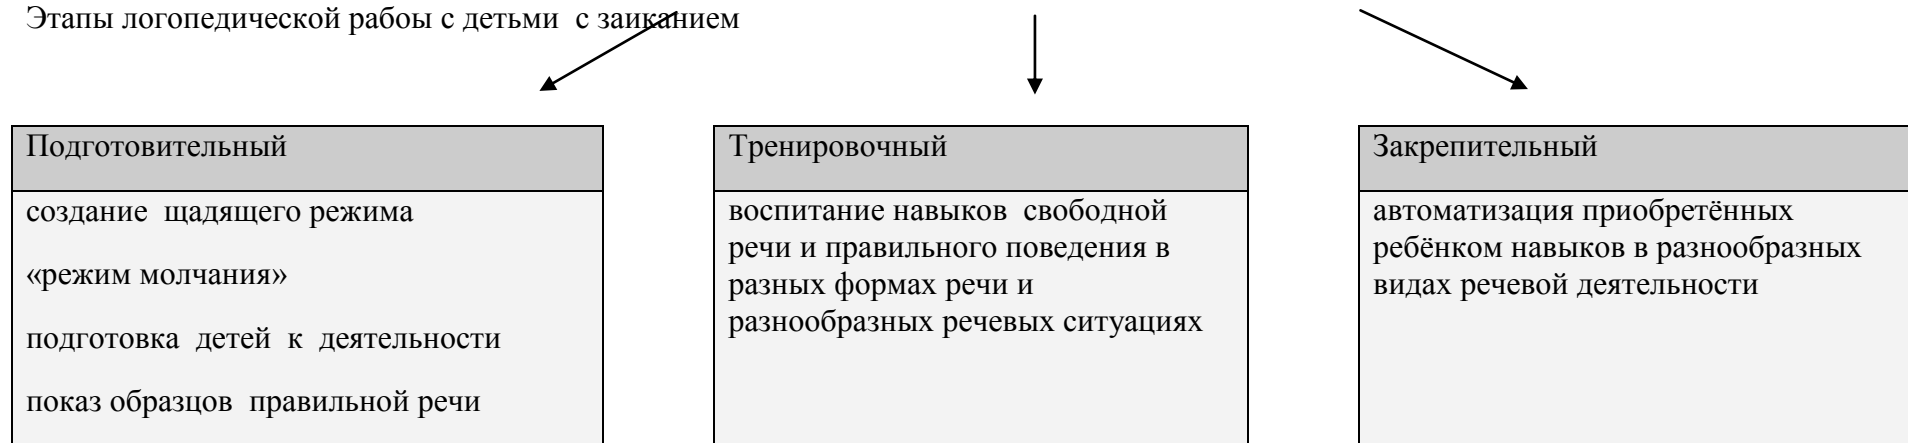 Этапы логопедической рабоы с детьми с заиканием
Подготовительный
создание щадящего режима
«режим молчания»
подготовка детей к деятельности
показ образцов правильной речи
Тренировочный
воспитание навыков свободной
речи и правильного поведения в
разных формах речи и
разнообразных речевых ситуациях
Закрепительный
автоматизация приобретённых
ребёнком навыков в разнообразных
видах речевой деятельности